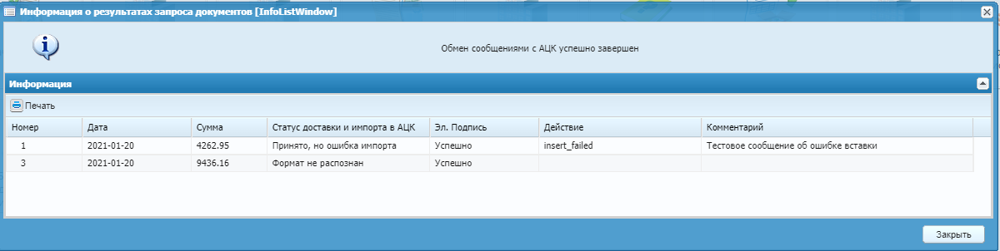 Информация о результатах запроса документов [InfoListWindow]
Обмен сообщениями с АЦК успешно завершен
Информация
Печать
Номер Дата Сумма Статус доставки и импорта в АЦК Эл. Подпись Действие Комментарий
1 2021-01-20 4262.95 Принято, но ошибка импорта Успешно insert_failed Тестовое сообщение об ошибке вставки
3 2021-01-20 9436.16 Формат не распознан Успешно
Закрыть